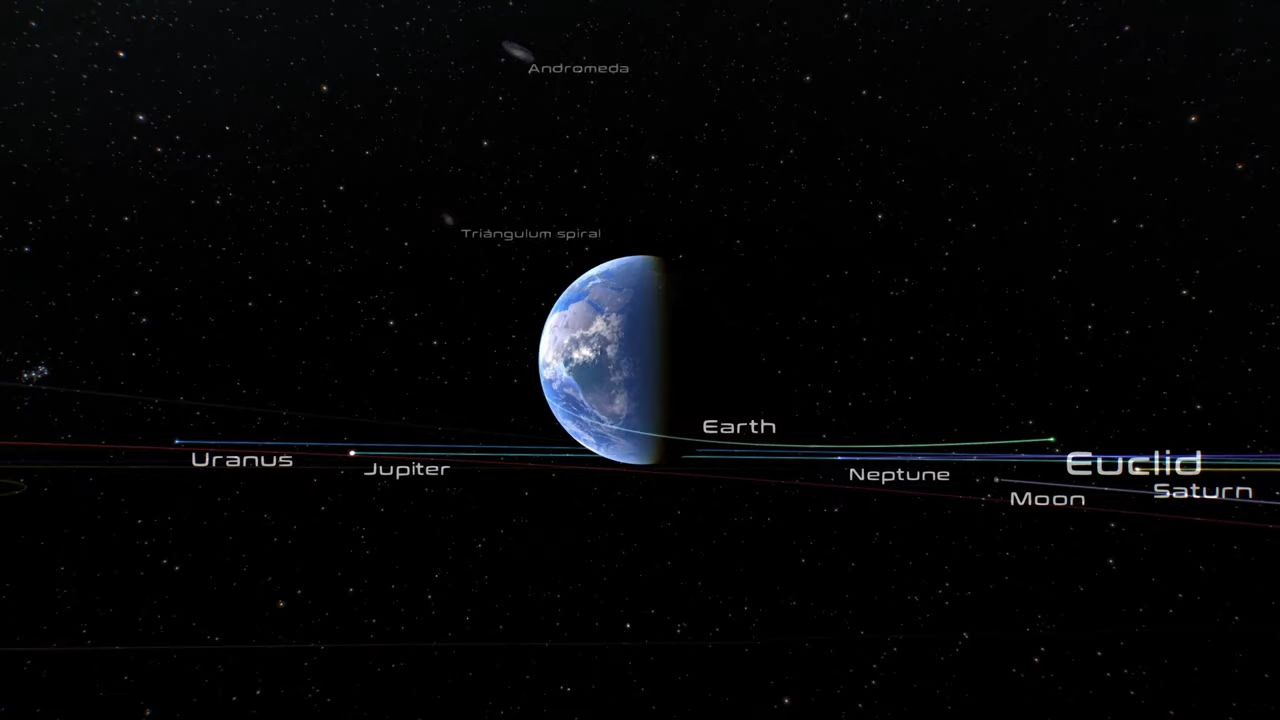 Andromeda
Triangulum spiral
Earth
Uranus
Jupiter
Euclid
Neptune
Saturn
Moon